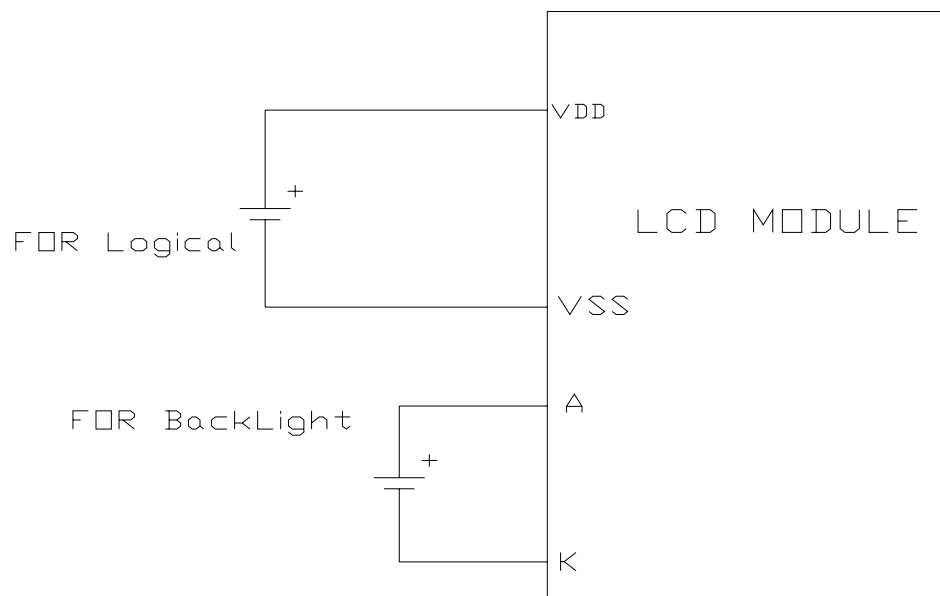 VDD
+
LCD MODULE
FOR Logical
VSS
A
FOR BackLight
+
K